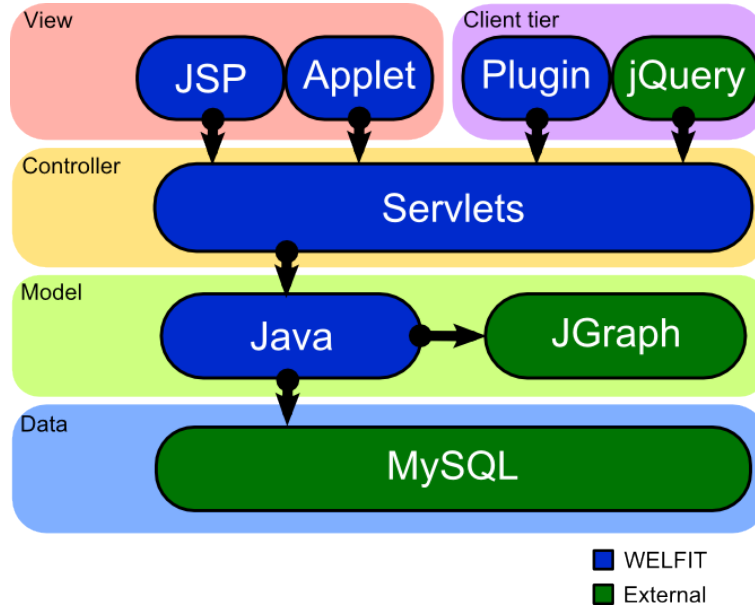 View
Client tier
JSP
Applet
Plugin
jQuery
Controller
Servlets
Model
Java
JGraph
Data
MySQL
WELFIT
External